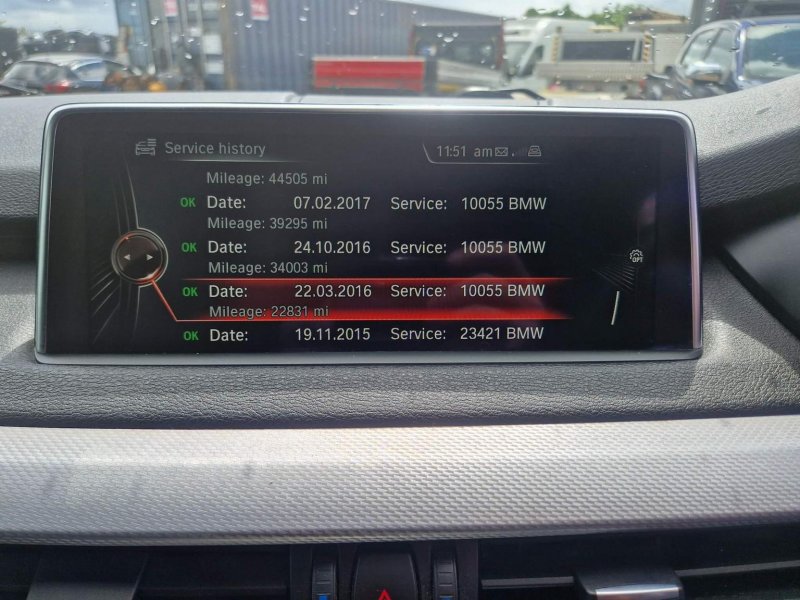 Service history
11:51 am
Mileage: 44505 mi
OK Date: 07.02.2017 Service: 10055 BMW
Mileage: 39295 mi
OK Date: 24.10.2016 Service: 10055 BMW
Mileage: 34003 mi
OK Date: 22.03.2016 Service: 10055 BMW
Mileage: 22831 mi
OK Date: 19.11.2015 Service: 23421 BMW
OPT